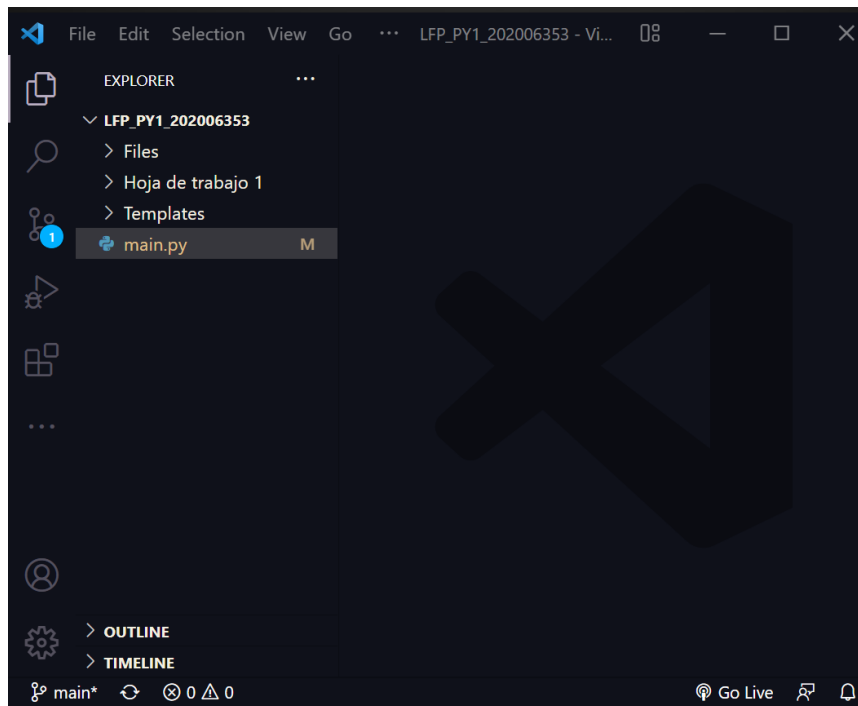 File Edit Selection View Go ··· LFP_PY1_202006353 - Vi...
EXPLORER ···
LFP_PY1_202006353
Files
Hoja de trabajo 1
Templates
main.py M
1
OUTLINE
TIMELINE
main* 0 0 Go Live